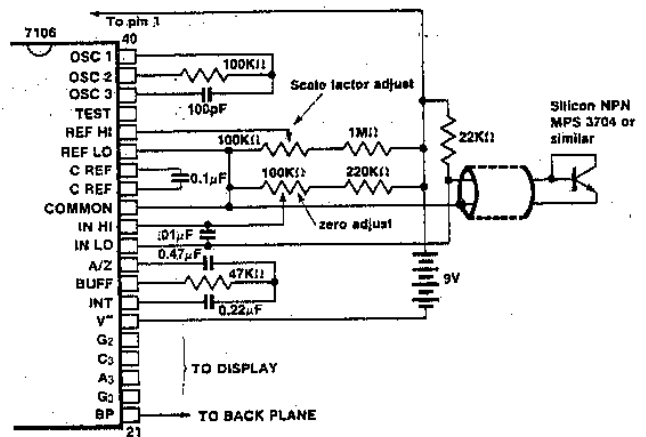 To pin 1
7106
40
OSC 1
OSC 2
OSC 3
TEST
REF HI
REF LO
C REF
C REF
COMMON
IN HI
IN LO
A/Z
BUFF
INT
V
G2
C3
A3
G3
BP
21
100KΩ
100pF
Scale factor adjust
100KΩ
1MΩ
0.1µF
100KΩ
220KΩ
zero adjust
.01µF
0.47µF
47KΩ
0.22µF
22KΩ
9V
Silicon NPN
MPS 3704 or
similar
TO DISPLAY
TO BACK PLANE